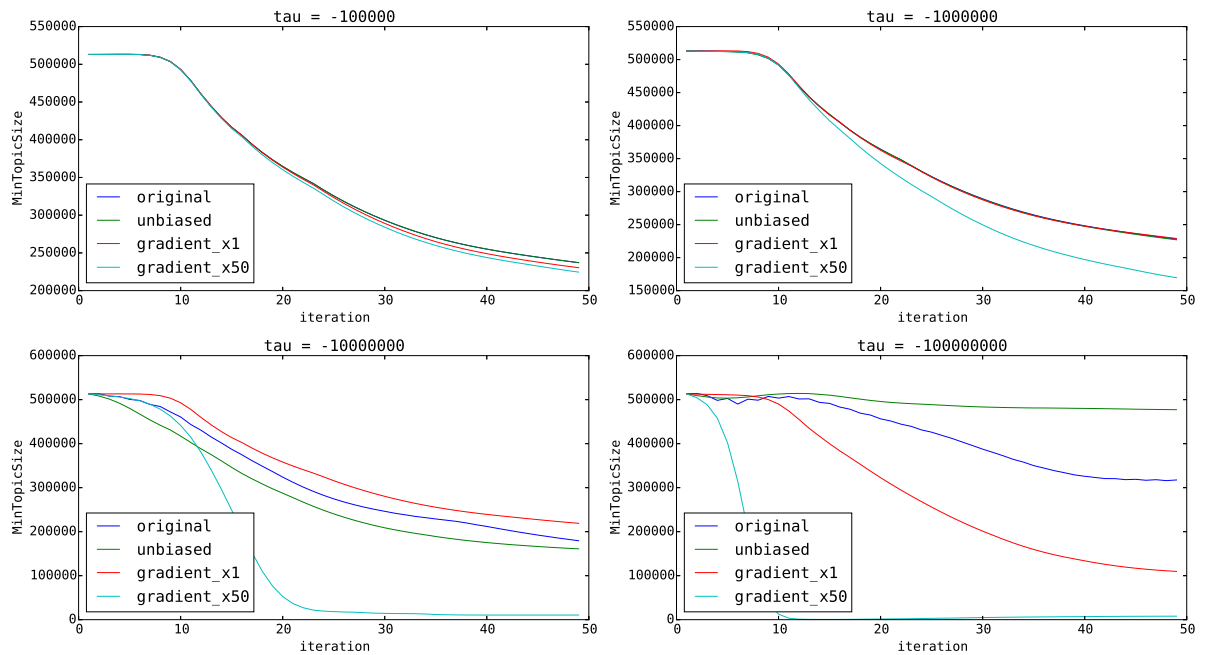 tau = -100000
550000
500000
450000
400000
350000
300000
250000
200000
MinTopicSize
original
unbiased
gradient_x1
gradient_x50
0
10
20
30
40
50
iteration
tau = -1000000
550000
500000
450000
400000
350000
300000
250000
200000
150000
MinTopicSize
original
unbiased
gradient_x1
gradient_x50
0
10
20
30
40
50
iteration
tau = -10000000
600000
500000
400000
300000
200000
100000
0
MinTopicSize
original
unbiased
gradient_x1
gradient_x50
0
10
20
30
40
50
iteration
tau = -100000000
600000
500000
400000
300000
200000
100000
0
MinTopicSize
original
unbiased
gradient_x1
gradient_x50
0
10
20
30
40
50
iteration